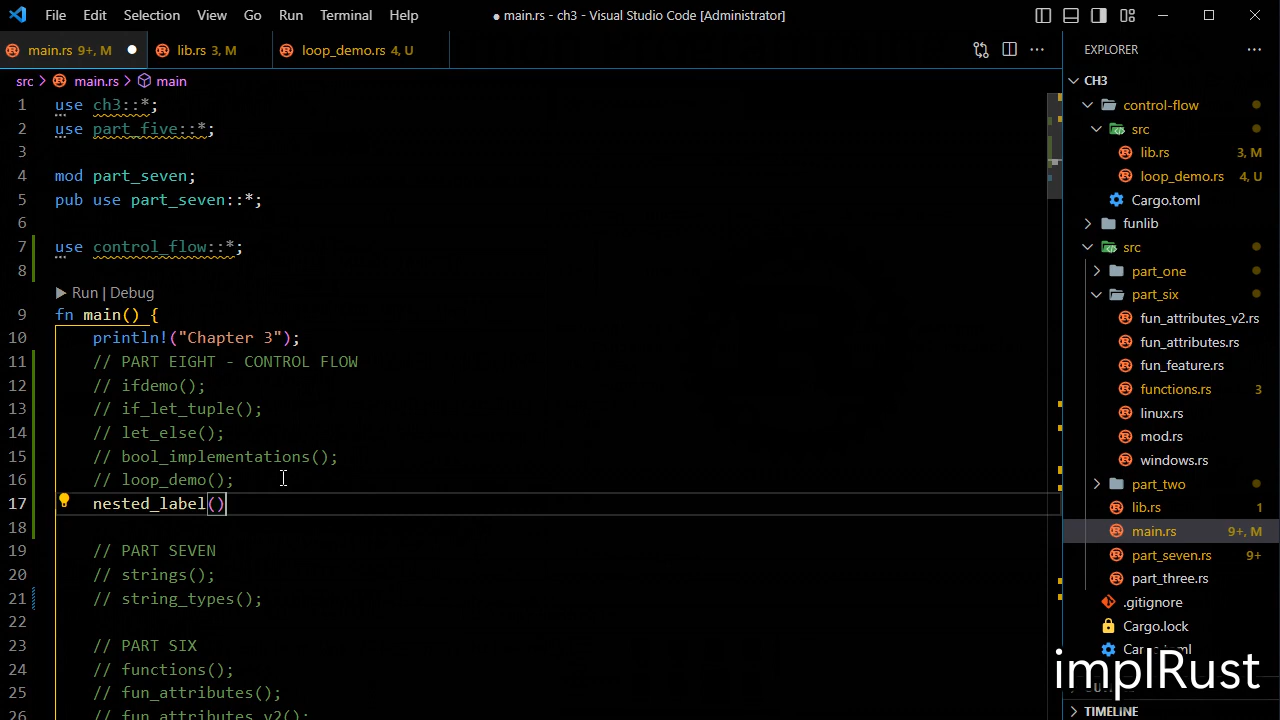 File Edit Selection View Go Run Terminal Help
● main.rs - ch3 - Visual Studio Code [Administrator]
main.rs 9+, M
lib.rs 3, M
loop_demo.rs 4, U
src > main.rs > main
1 use ch3::*;
2 use part_five::*;
3
4 mod part_seven;
5 pub use part_seven::*;
6
7 use control_flow::*;
8
Run | Debug
9 fn main() {
10 println!("Chapter 3");
11 // PART EIGHT - CONTROL FLOW
12 // ifdemo();
13 // if_let_tuple();
14 // let_else();
15 // bool_implementations();
16 // loop_demo();
17 nested_label()
18
19 // PART SEVEN
20 // strings();
21 // string_types();
22
23 // PART SIX
24 // functions();
25 // fun_attributes();
26 // fun_attributes_v2();
EXPLORER
CH3
control-flow
src
lib.rs 3, M
loop_demo.rs 4, U
Cargo.toml
funlib
src
part_one
part_six
fun_attributes_v2.rs
fun_attributes.rs
fun_feature.rs
functions.rs 3
linux.rs
mod.rs
windows.rs
part_two
lib.rs 1
main.rs 9+, M
part_seven.rs 9+
part_three.rs
.gitignore
Cargo.lock
implRust
TIMELINE